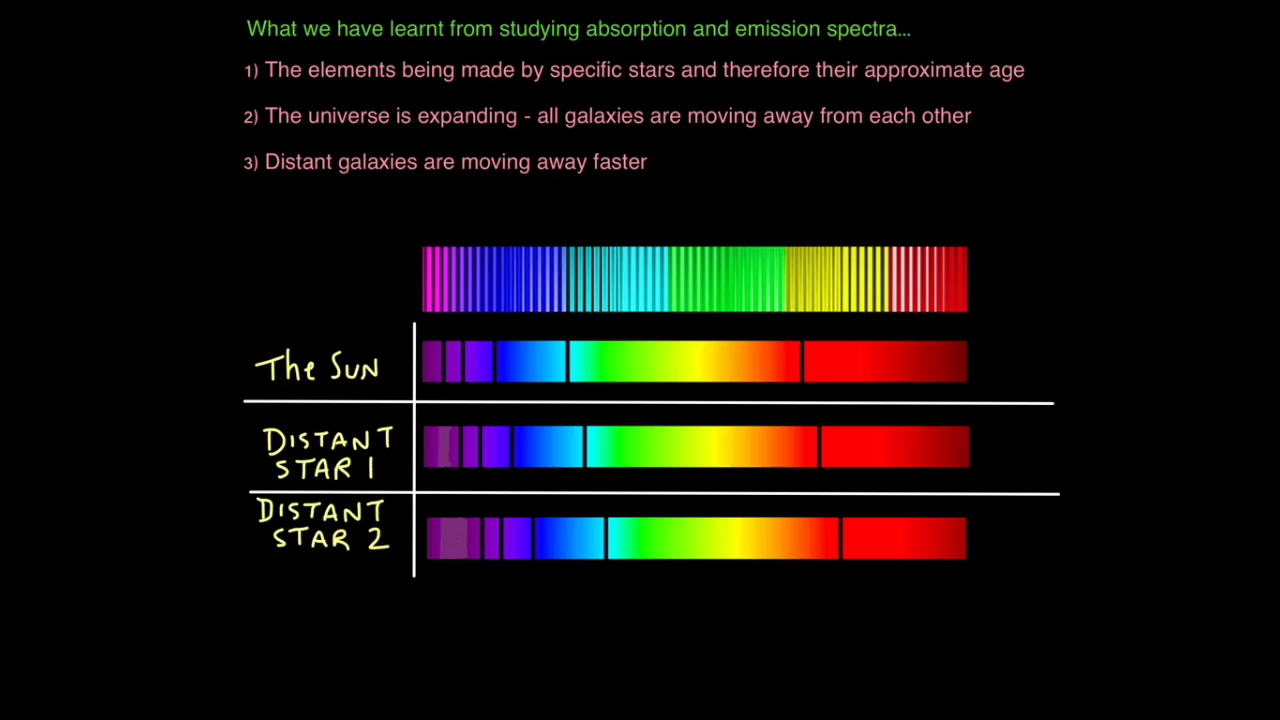 What we have learnt from studying absorption and emission spectra...
1) The elements being made by specific stars and therefore their approximate age
2) The universe is expanding - all galaxies are moving away from each other
3) Distant galaxies are moving away faster
The Sun
DISTANT
STAR 1
DISTANT
STAR 2